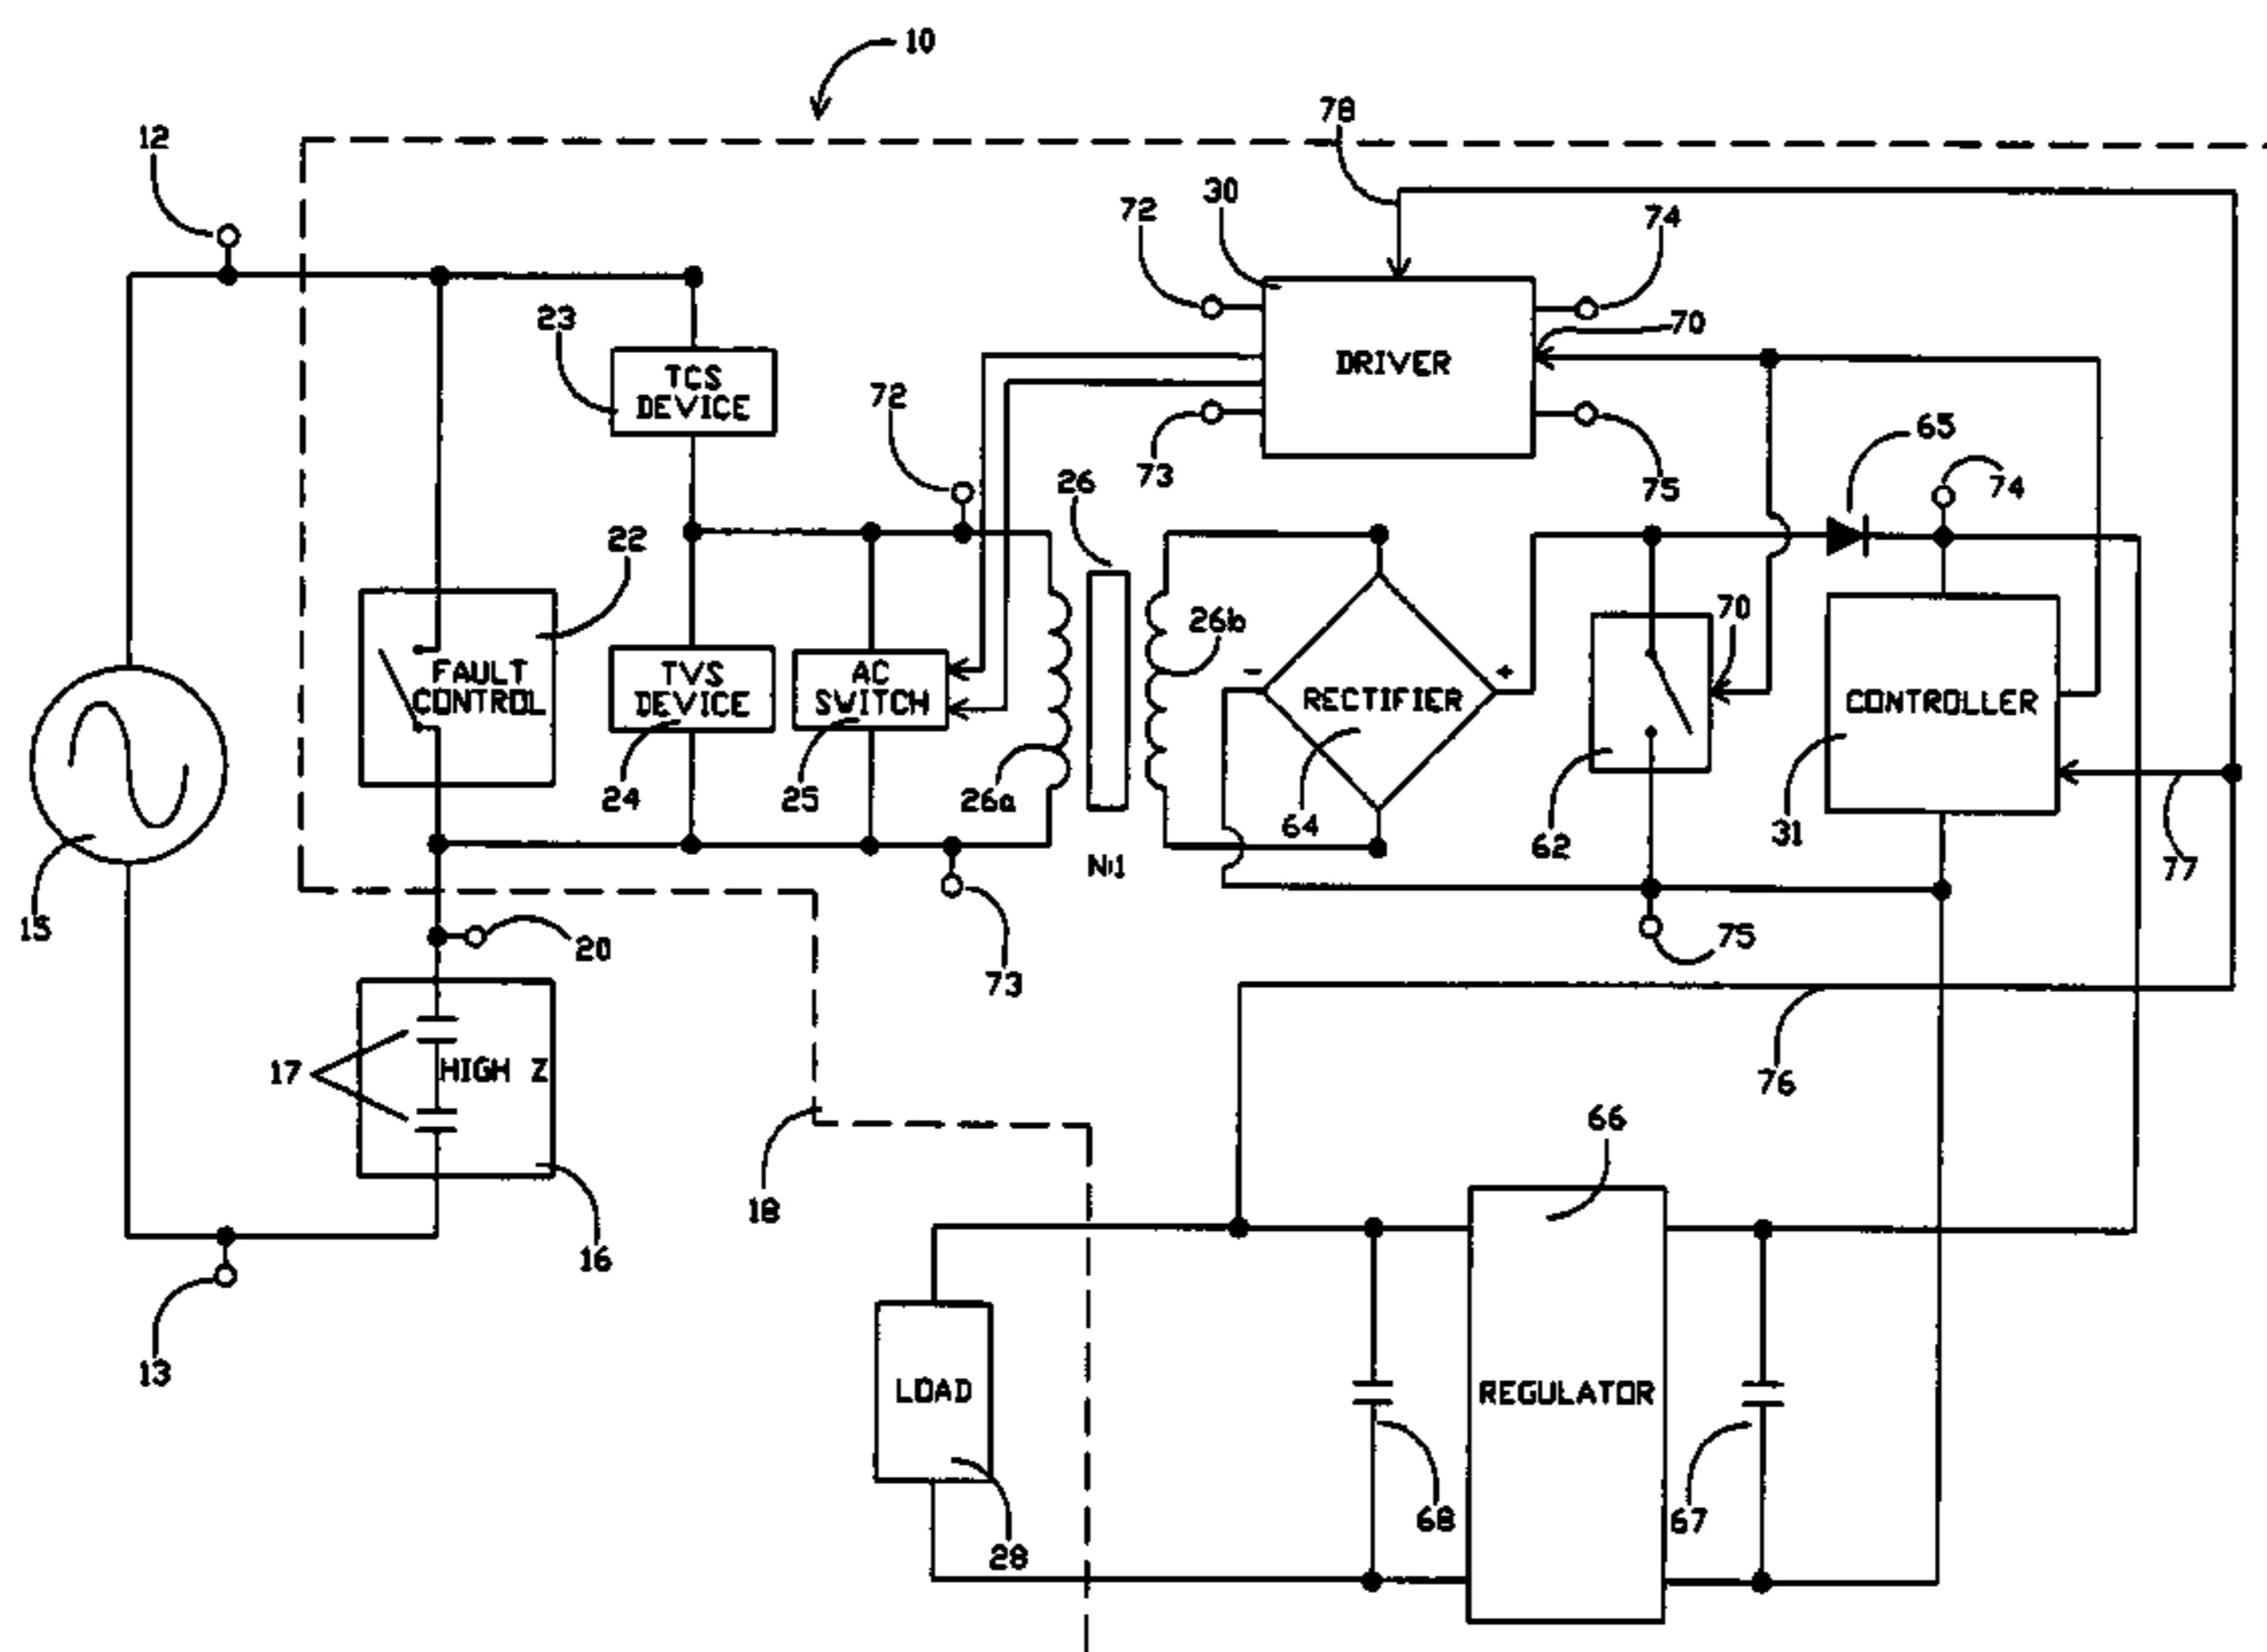 10
12
78
72
30
74
70
23
TCS
DEVICE
72
DRIVER
65
73
75
26
74
22
FAULT
CONTROL
TVS
DEVICE
AC
SWITCH
26b
-
RECTIFIER
+
70
CONTROLLER
24
25
26a
64
62
31
77
N:1
15
20
73
75
17
HIGH Z
76
18
16
66
13
LOAD
REGULATOR
68
67
28